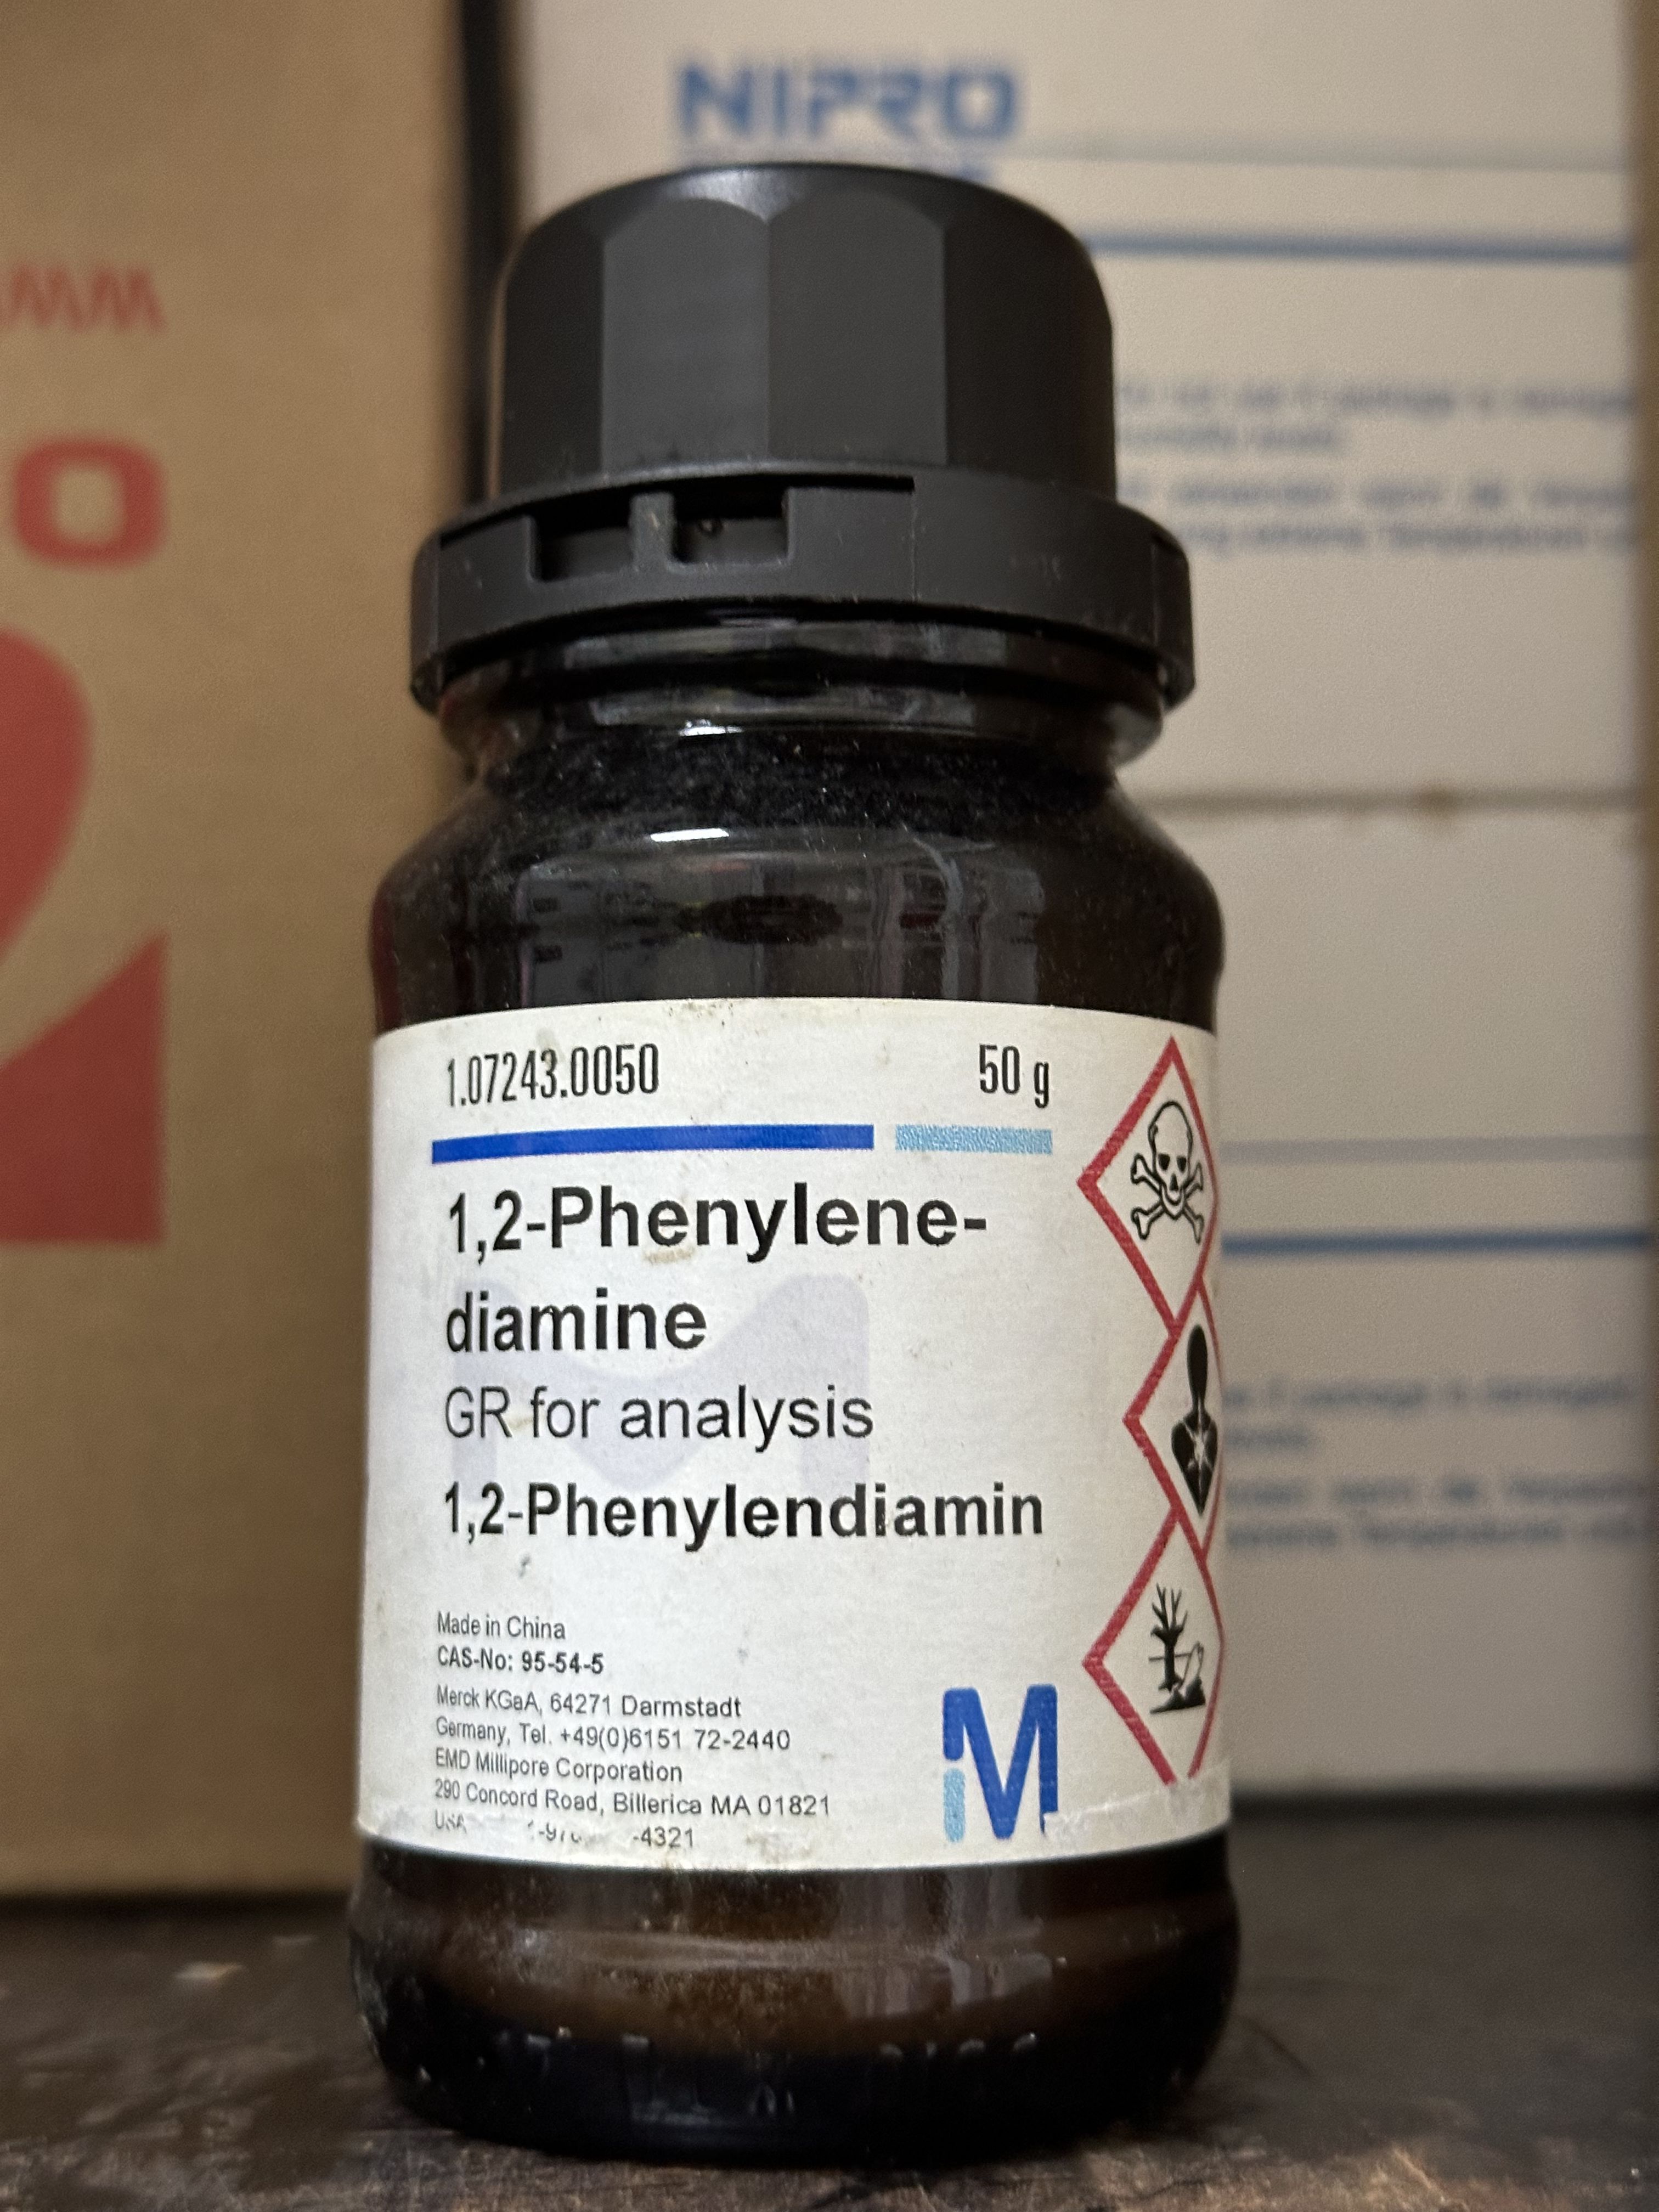 NIPRO
MM
O
1.07243.0050
50 g
1,2-Phenylene-
diamine
GR for analysis
1,2-Phenylendiamin
Made in China
CAS-No: 95-54-5
Merck KGaA, 64271 Darmstadt
Germany, Tel. +49(0)6151 72-2440
EMD Millipore Corporation
290 Concord Road, Billerica MA 01821
USA -4321
M